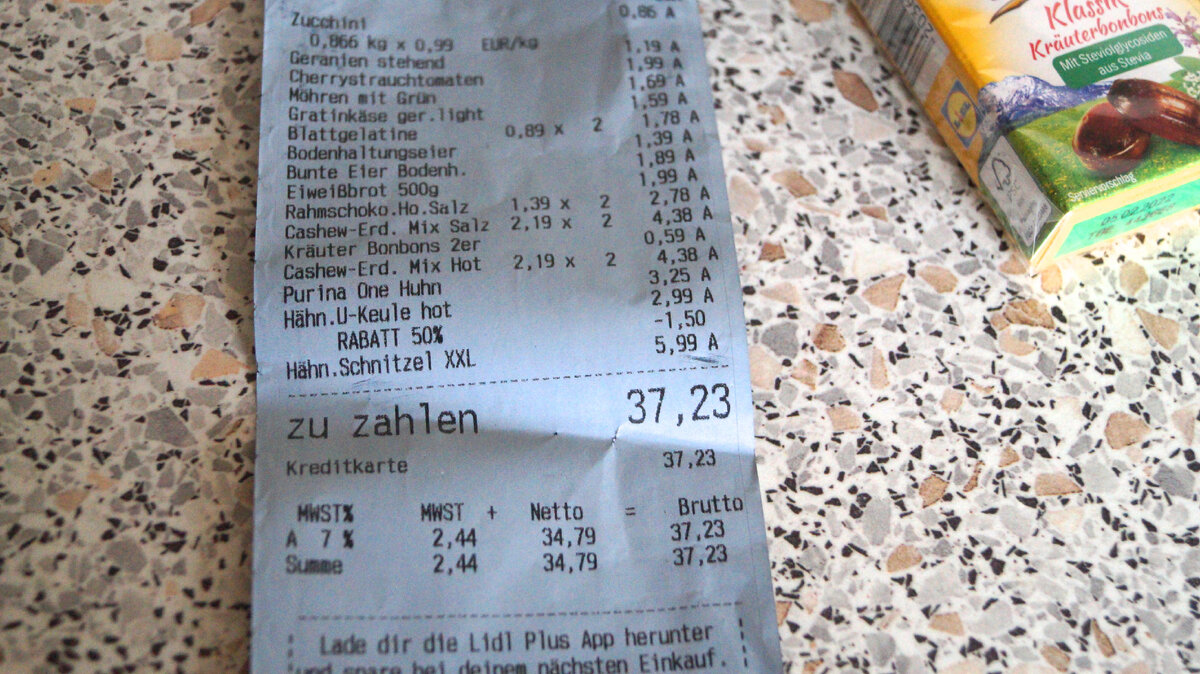 Zucchini 0,86 A
0,866 kg x 0,99 EUR/kg
Geranien stehend 1,19 A
Cherrystrauchtomaten 1,99 A
Möhren mit Grün 1,69 A
Gratinkäse ger.light 1,59 A
Blattgelatine 0,89 x 2 1,78 A
Bodenhaltungseier 1,39 A
Bunte Eier Bodenh. 1,89 A
Eiweißbrot 500g 1,99 A
Rahmschoko.Ho.Salz 1,39 x 2 2,78 A
Cashew-Erd. Mix Salz 2,19 x 2 4,38 A
Kräuter Bonbons 2er 0,59 A
Cashew-Erd. Mix Hot 2,19 x 2 4,38 A
Purina One Huhn 3,25 A
Hähn.U-Keule hot 2,99 A
RABATT 50% -1,50
Hähn.Schnitzel XXL 5,99 A
zu zahlen 37,23
Kreditkarte 37,23
MWST% MWST + Netto = Brutto
A 7 % 2,44 34,79 37,23
Summe 2,44 34,79 37,23
Lade dir die Lidl Plus App herunter
und spare bei deinem nächsten Einkauf.
Klassik
Kräuterbonbons
Mit Steviolglycosiden
aus Stevia
Serviervorschlag